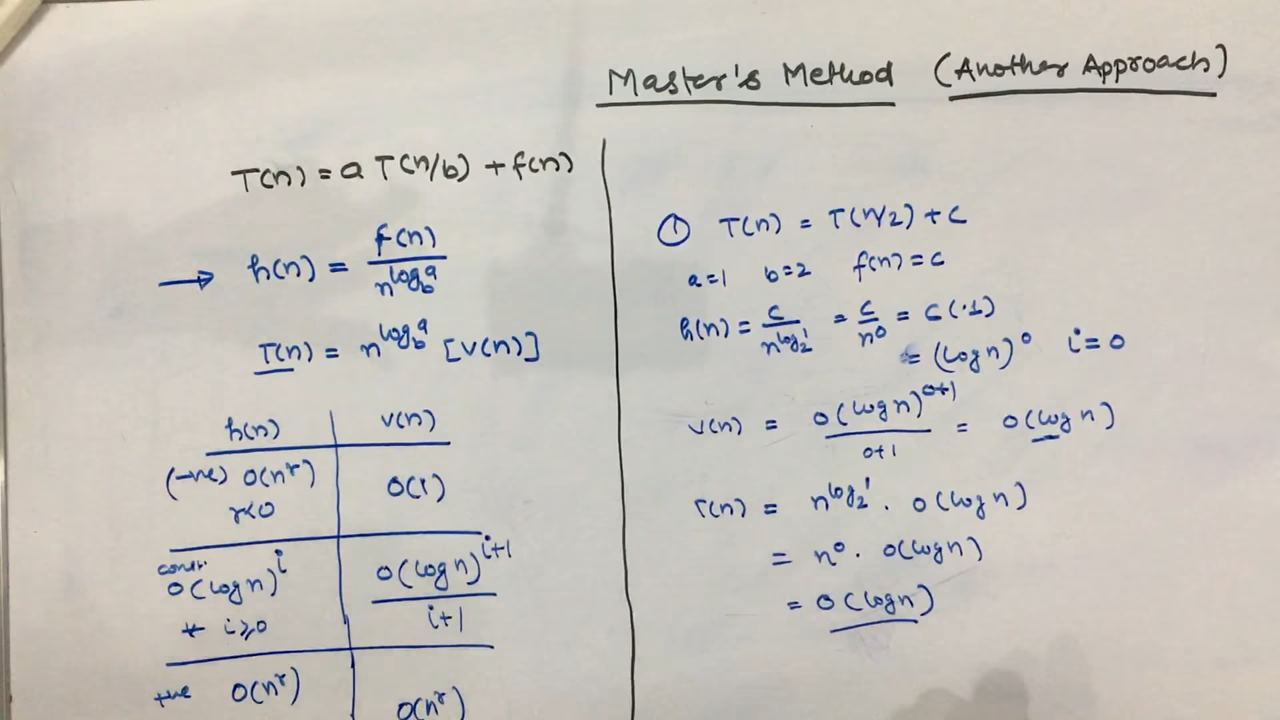 Master's Method (Another Approach)
T(n) = a T(n/b) + f(n)
→ h(n) = f(n) / n^log_b^a
T(n) = n^log_b^a [v(n)]
h(n) | v(n)
(-ve) O(n^r) r<0 | O(1)
const. O(log n)^i * i≥0 | O(log n)^i+1 / i+1
+ve O(n^r) | O(n^r)
① T(n) = T(n/2) + C
a=1 b=2 f(n) = C
h(n) = C / n^log_2^1 = C / n^0 = C(·1)
= (log n)^0 i=0
v(n) = O(log n)^0+1 / 0+1 = O(log n)
T(n) = n^log_2^1 . O(log n)
= n^0 . O(log n)
= O(log n)